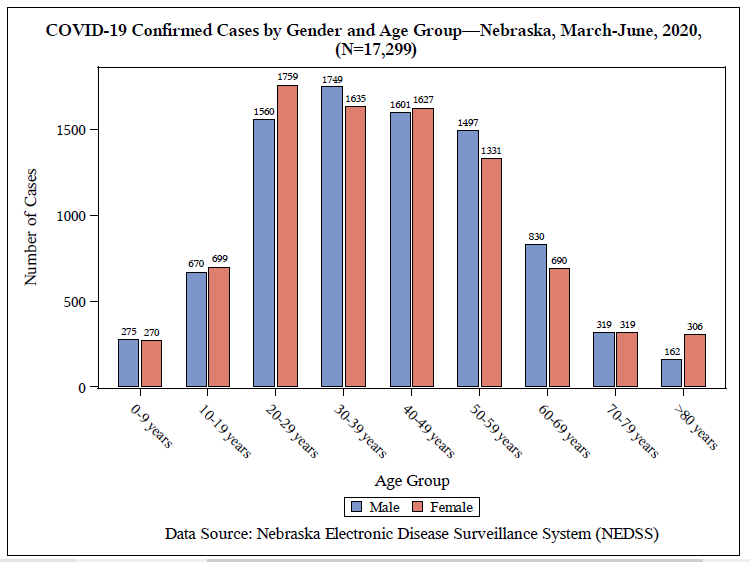 COVID-19 Confirmed Cases by Gender and Age Group—Nebraska, March-June, 2020,
(N=17,299)
Number of Cases
1500
1000
500
0
275 270
670 699
1560 1759
1749 1635
1601 1627
1497 1331
830 690
319 319
162 306
0-9 years
10-19 years
20-29 years
30-39 years
40-49 years
50-59 years
60-69 years
70-79 years
>80 years
Age Group
Male Female
Data Source: Nebraska Electronic Disease Surveillance System (NEDSS)